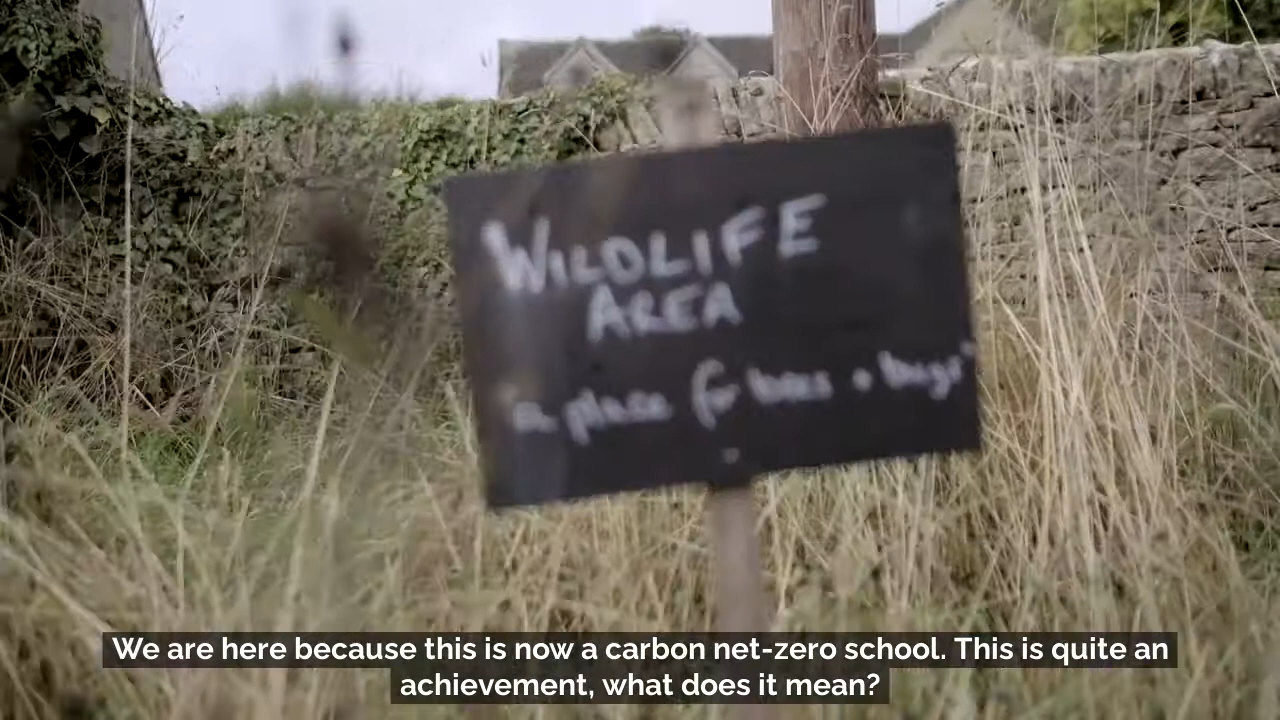 WILDLIFE
AREA
"a place for bees + bugs"
We are here because this is now a carbon net-zero school. This is quite an
achievement, what does it mean?